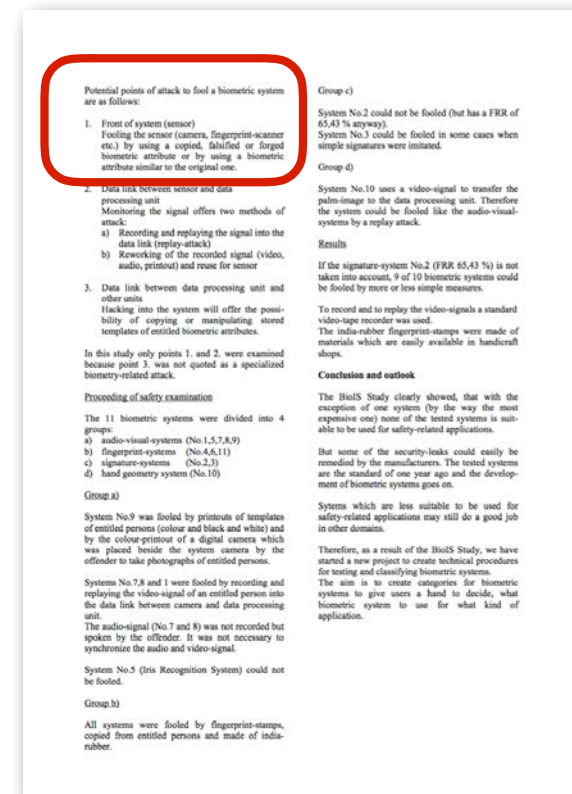 Potential points of attack to fool a biometric system
are as follows:
1. Front of system (sensor)
Fooling the sensor (camera, fingerprint-scanner
etc.) by using a copied, falsified or forged
biometric attribute or by using a biometric
attribute similar to the original one.
2. Data link between sensor and data
processing unit
Monitoring the signal offers two methods of
attack:
a) Recording and replaying the signal into the
data link (replay-attack)
b) Reworking of the recorded signal (video,
audio, printout) and reuse for sensor
3. Data link between data processing unit and
other units
Hacking into the system will offer the possi-
bility of copying or manipulating stored
templates of entitled biometric attributes.
In this study only points 1. and 2. were examined
because point 3. was not quoted as a specialized
biometry-related attack.
Proceeding of safety examination
The 11 biometric systems were divided into 4
groups:
a) audio-visual-systems (No.1,5,7,8,9)
b) fingerprint-systems (No.4,6,11)
c) signature-systems (No.2,3)
d) hand geometry system (No.10)
Group a)
System No.9 was fooled by printouts of templates
of entitled persons (colour and black and white) and
by the colour-printout of a digital camera which
was placed beside the system camera by the
offender to take photographs of entitled persons.
Systems No.7,8 and 1 were fooled by recording and
replaying the video-signal of an entitled person into
the data link between camera and data processing
unit.
The audio-signal (No.7 and 8) was not recorded but
spoken by the offender. It was not necessary to
synchronize the audio and video-signal.
System No.5 (Iris Recognition System) could not
be fooled.
Group b)
All systems were fooled by fingerprint-stamps,
copied from entitled persons and made of india-
rubber.
Group c)
System No.2 could not be fooled (but has a FRR of
65,43 % anyway).
System No.3 could be fooled in some cases when
simple signatures were imitated.
Group d)
System No.10 uses a video-signal to transfer the
palm-image to the data processing unit. Therefore
the system could be fooled like the audio-visual-
systems by a replay attack.
Results
If the signature-system No.2 (FRR 65,43 %) is not
taken into account, 9 of 10 biometric systems could
be fooled by more or less simple measures.
To record and to replay the video-signals a standard
video-tape recorder was used.
The india-rubber fingerprint-stamps were made of
materials which are easily available in handicraft
shops.
Conclusion and outlook
The BioIS Study clearly showed, that with the
exception of one system (by the way the most
expensive one) none of the tested systems is suit-
able to be used for safety-related applications.
But some of the security-leaks could easily be
remedied by the manufacturers. The tested systems
are the standard of one year ago and the develop-
ment of biometric systems goes on.
Sytems which are less suitable to be used for
safety-related applications may still do a good job
in other domains.
Therefore, as a result of the BioIS Study, we have
started a new project to create technical procedures
for testing and classifying biometric systems.
The aim is to create categories for biometric
systems to give users a hand to decide, what
biometric system to use for what kind of
application.